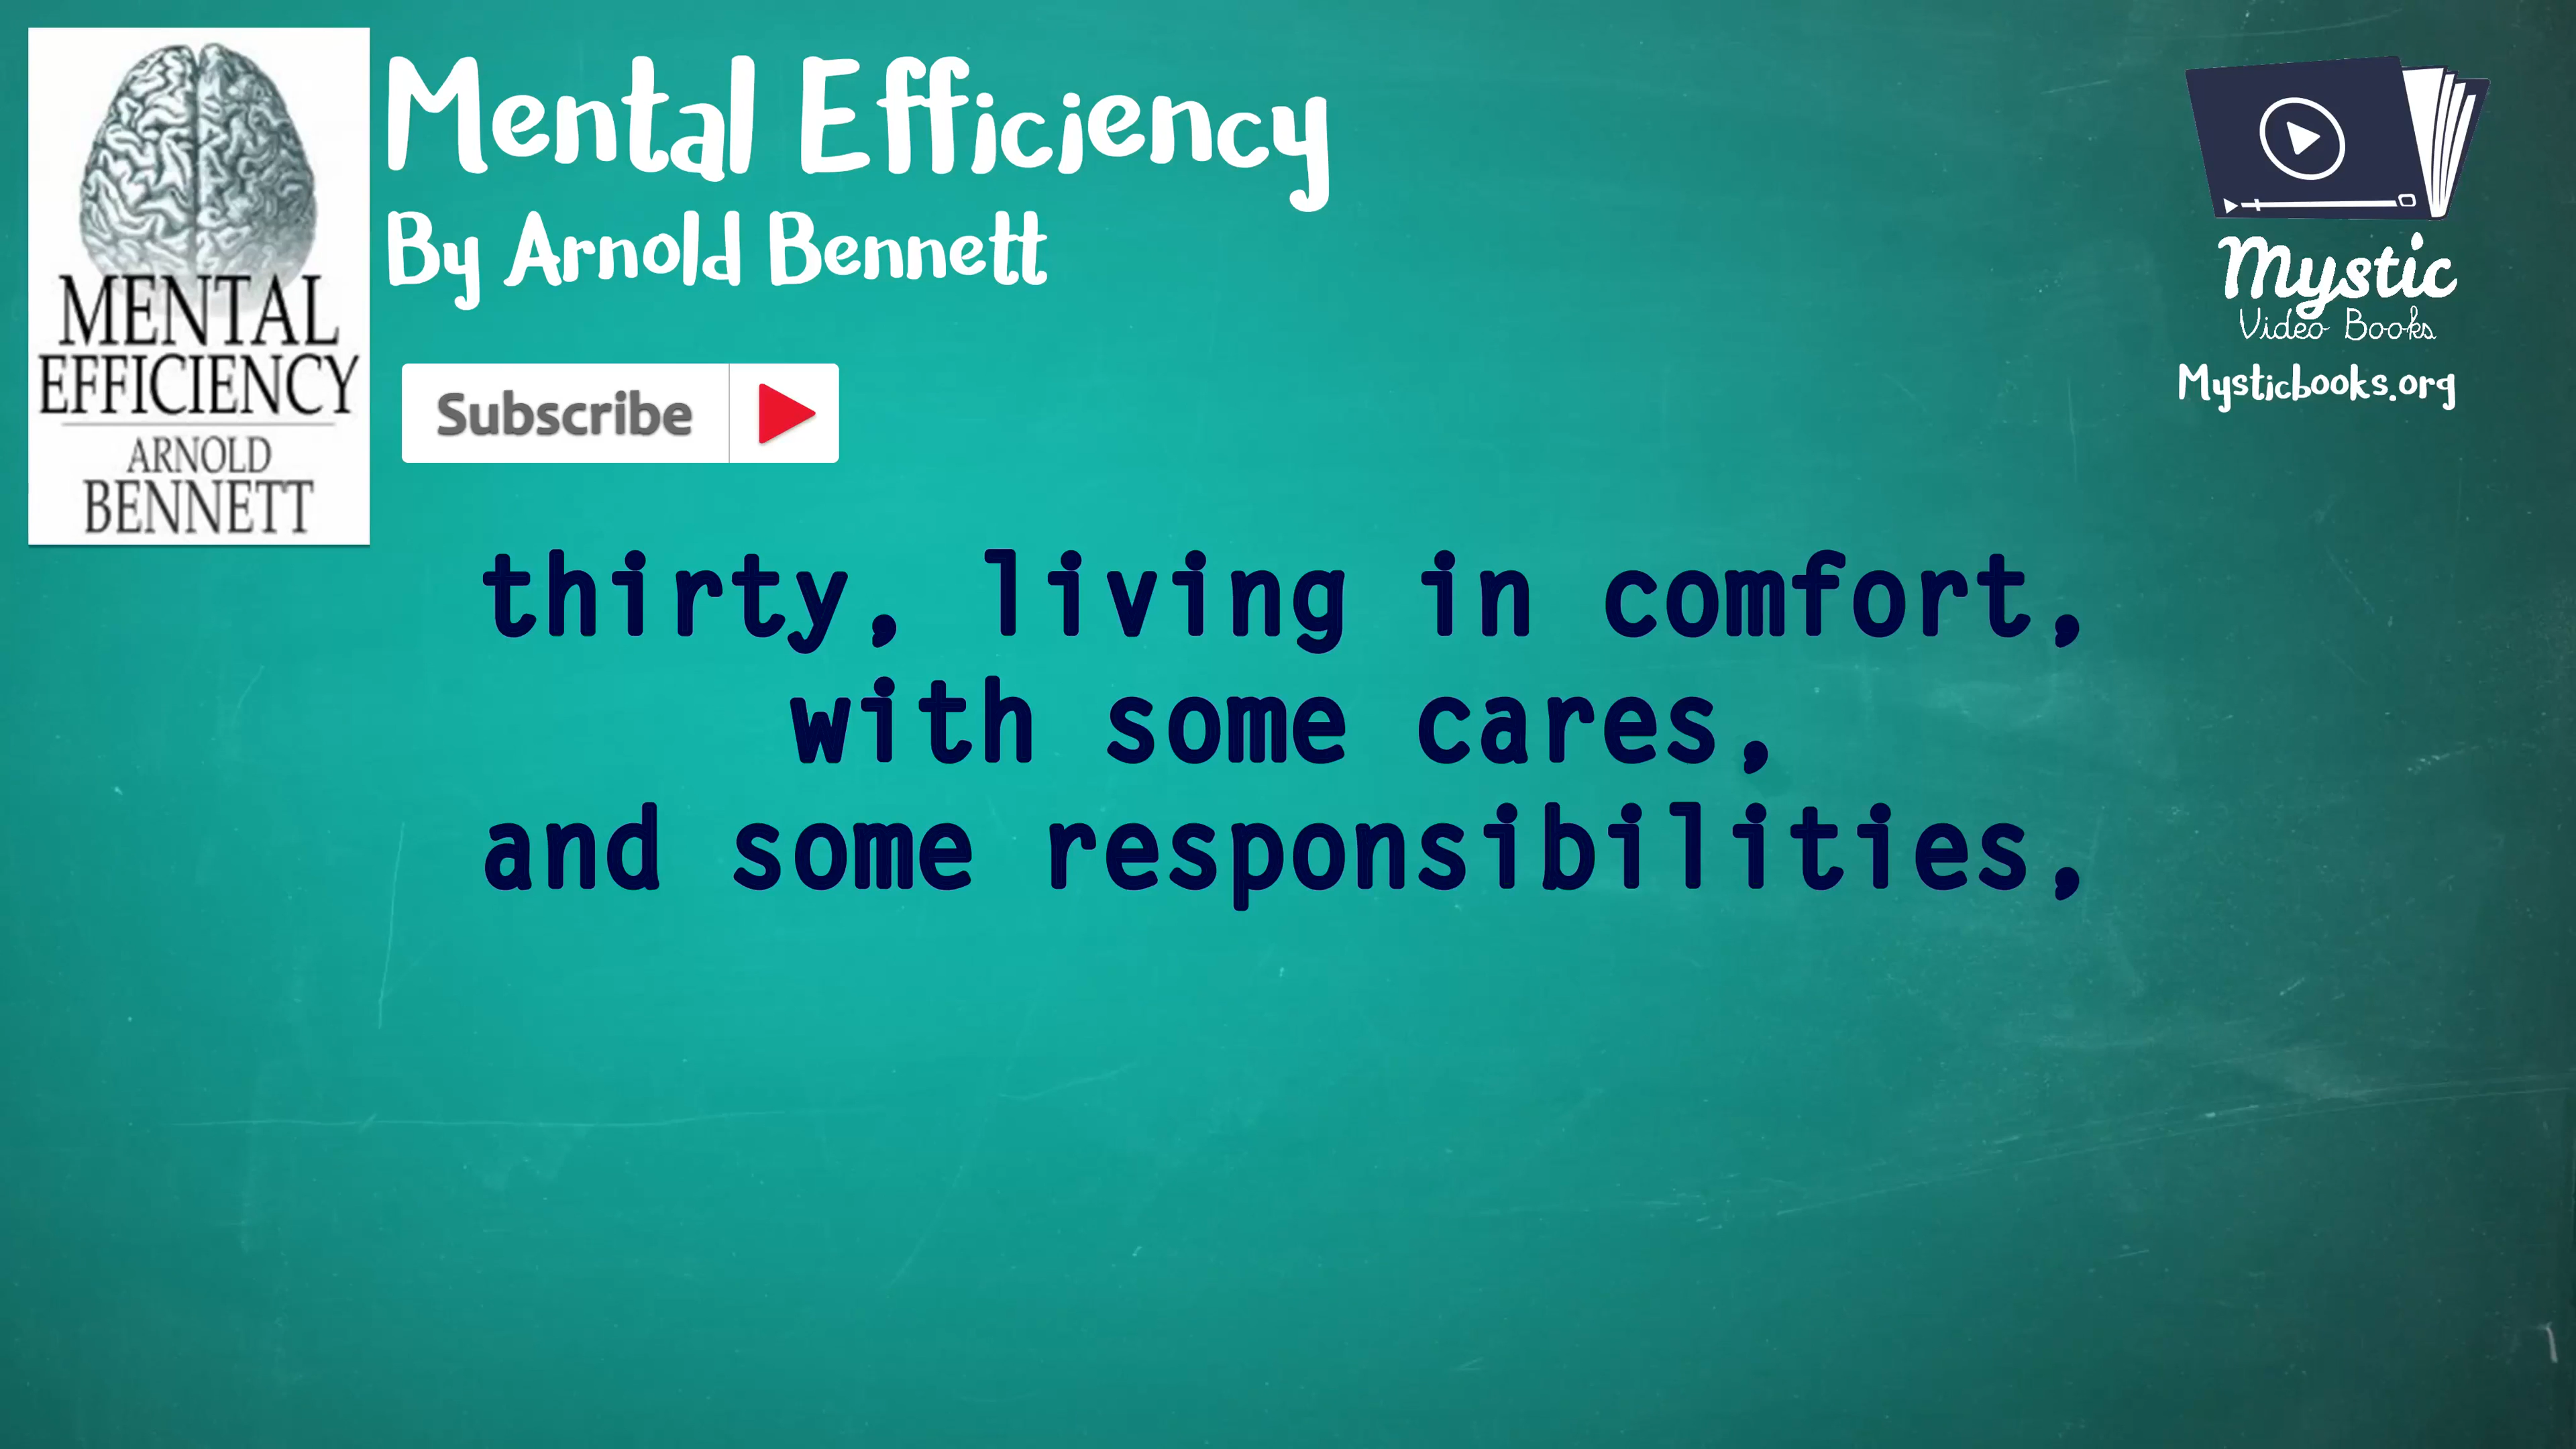 MENTAL
EFFICIENCY
ARNOLD
BENNETT
Mental Efficiency
By Arnold Bennett
Subscribe
Mystic
Video Books
Mysticbooks.org
thirty, living in comfort,
with some cares,
and some responsibilities,